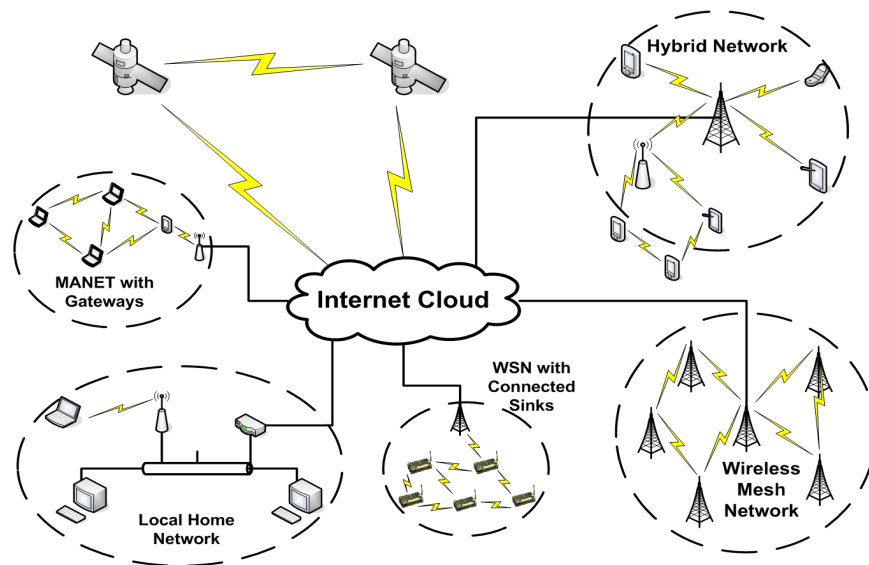 Hybrid Network
MANET with
Gateways
Internet Cloud
WSN with
Connected
Sinks
Local Home
Network
Wireless
Mesh
Network